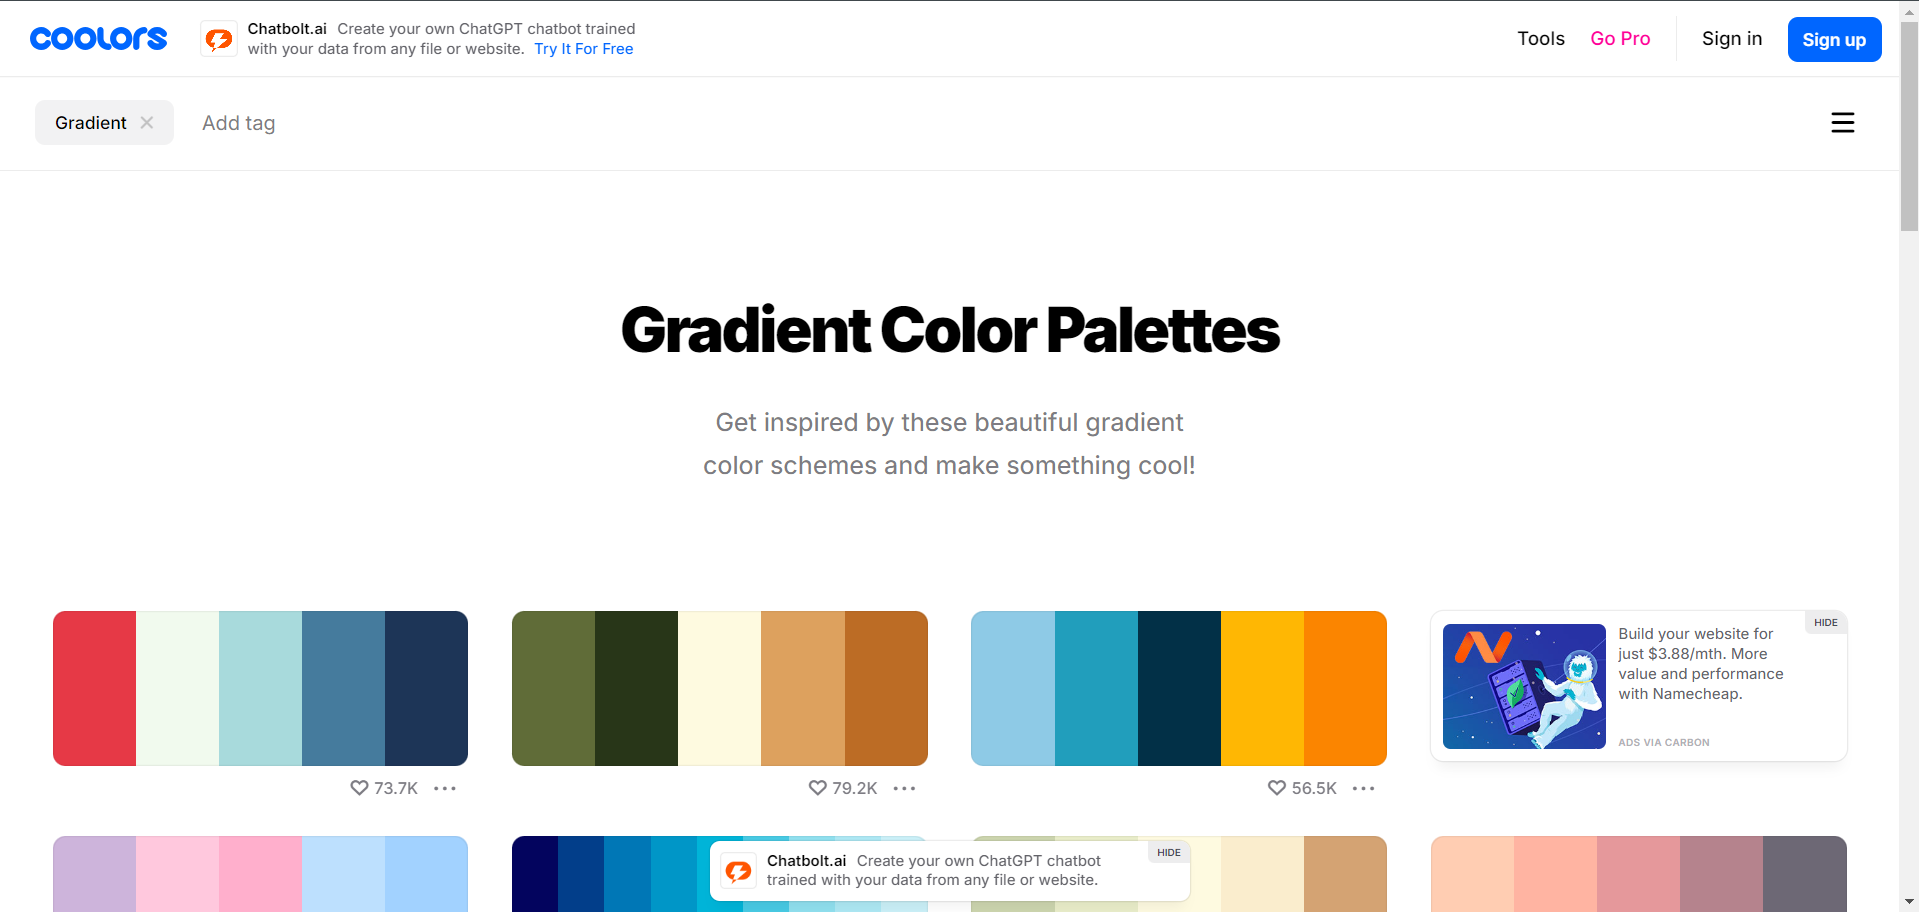 coolors
Chatbolt.ai Create your own ChatGPT chatbot trained
with your data from any file or website. Try It For Free
Tools
Go Pro
Sign in
Sign up
Gradient
Add tag
Gradient Color Palettes
Get inspired by these beautiful gradient
color schemes and make something cool!
HIDE
Build your website for
just $3.88/mth. More
value and performance
with Namecheap.
ADS VIA CARBON
73.7K
79.2K
56.5K
HIDE
Chatbolt.ai Create your own ChatGPT chatbot
trained with your data from any file or website.